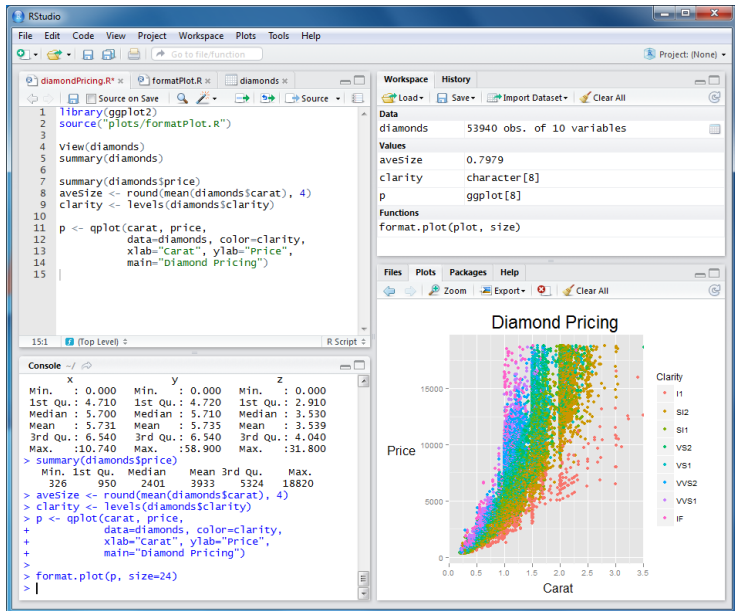 RStudio
File Edit Code View Project Workspace Plots Tools Help
Go to file/function
Project: (None)
diamondPricing.R* formatPlot.R diamonds
Source on Save Source
1 library(ggplot2)
2 source("plots/formatPlot.R")
3
4 View(diamonds)
5 summary(diamonds)
6
7 summary(diamonds$price)
8 aveSize <- round(mean(diamonds$carat), 4)
9 clarity <- levels(diamonds$clarity)
10
11 p <- qplot(carat, price,
12 data=diamonds, color=clarity,
13 xlab="Carat", ylab="Price",
14 main="Diamond Pricing")
15
15:1 (Top Level) R Script
Console ~/
x y z
Min. : 0.000 Min. : 0.000 Min. : 0.000
1st Qu.: 4.710 1st Qu.: 4.720 1st Qu.: 2.910
Median : 5.700 Median : 5.710 Median : 3.530
Mean : 5.731 Mean : 5.735 Mean : 3.539
3rd Qu.: 6.540 3rd Qu.: 6.540 3rd Qu.: 4.040
Max. :10.740 Max. :58.900 Max. :31.800
> summary(diamonds$price)
Min. 1st Qu. Median Mean 3rd Qu. Max.
326 950 2401 3933 5324 18820
> aveSize <- round(mean(diamonds$carat), 4)
> clarity <- levels(diamonds$clarity)
> p <- qplot(carat, price,
+ data=diamonds, color=clarity,
+ xlab="Carat", ylab="Price",
+ main="Diamond Pricing")
>
> format.plot(p, size=24)
>
Workspace History
Load Save Import Dataset Clear All
Data
diamonds 53940 obs. of 10 variables
Values
aveSize 0.7979
clarity character[8]
p ggplot[8]
Functions
format.plot(plot, size)
Files Plots Packages Help
Zoom Export Clear All
Diamond Pricing
Price
15000
10000
5000
0
0.0 0.5 1.0 1.5 2.0 2.5 3.0 3.5
Carat
Clarity
I1
SI2
SI1
VS2
VS1
VVS2
VVS1
IF